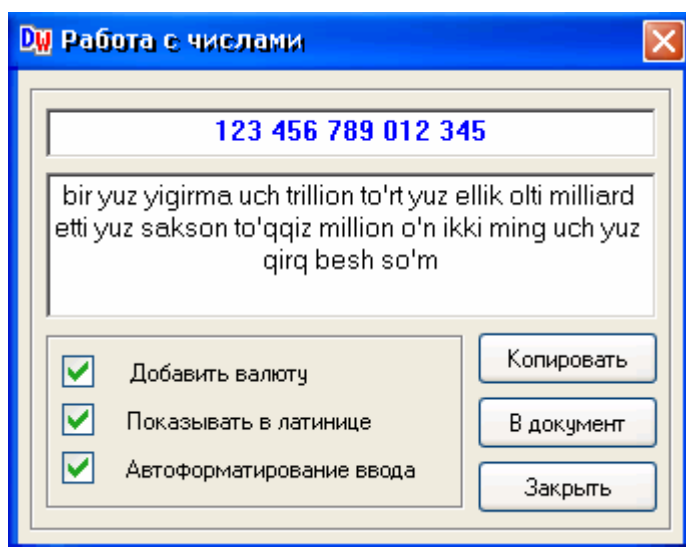 DW Работа с числами
123 456 789 012 345
bir yuz yigirma uch trillion to'rt yuz ellik olti milliard
etti yuz sakson to'qqiz million o'n ikki ming uch yuz
qirq besh so'm
Добавить валюту
Показывать в латинице
Автоформатирование ввода
Копировать
В документ
Закрыть